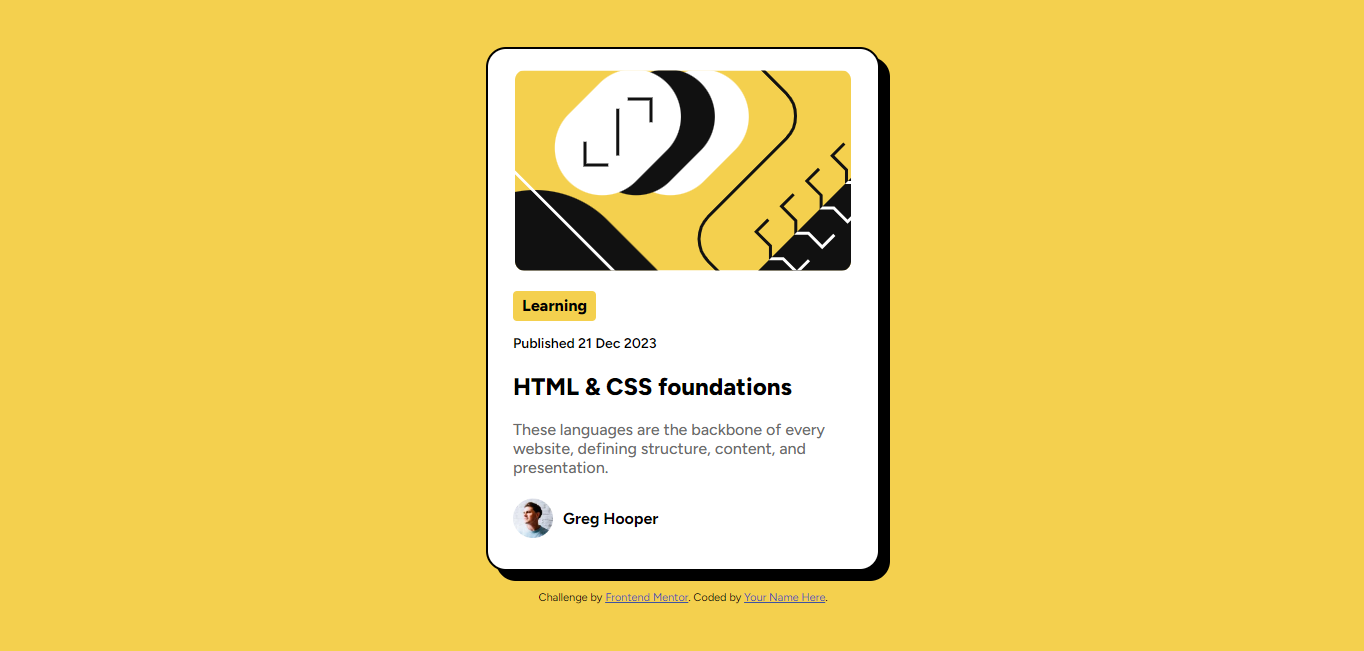 Learning
Published 21 Dec 2023
HTML & CSS foundations
These languages are the backbone of every
website, defining structure, content, and
presentation.
Greg Hooper
Challenge by Frontend Mentor. Coded by Your Name Here.